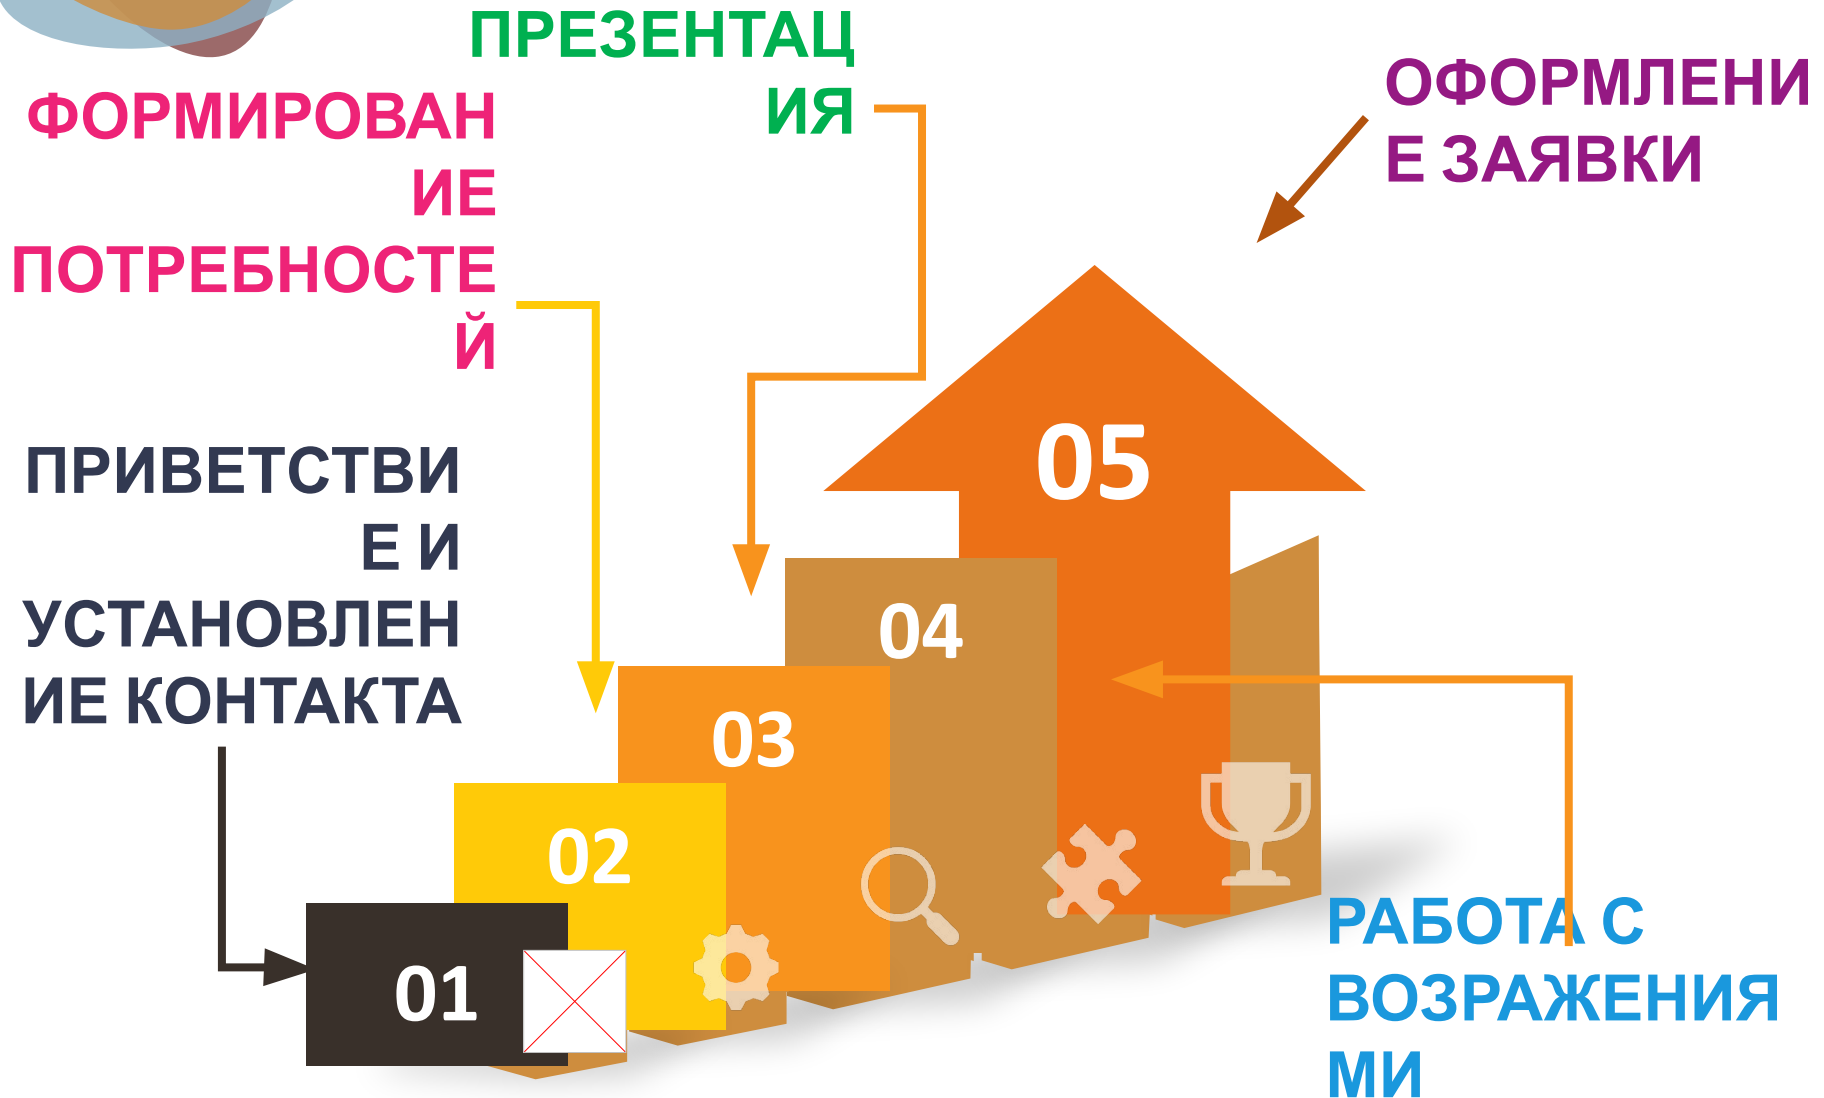 ПРЕЗЕНТАЦ
ИЯ
ФОРМИРОВАН
ИЕ
ПОТРЕБНОСТЕ
Й
ОФОРМЛЕНИ
Е ЗАЯВКИ
ПРИВЕТСТВИ
Е И
УСТАНОВЛЕН
ИЕ КОНТАКТА
05
04
03
02
01
РАБОТА С
ВОЗРАЖЕНИЯ
МИ